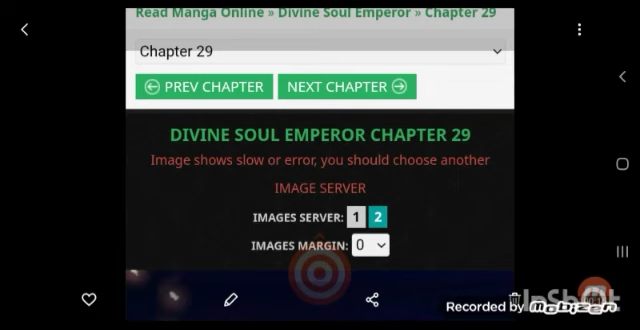 Read Manga Online » Divine Soul Emperor » Chapter 29
Chapter 29
PREV CHAPTER NEXT CHAPTER
DIVINE SOUL EMPEROR CHAPTER 29
Image shows slow or error, you should choose another
IMAGE SERVER
IMAGES SERVER: 1 2
IMAGES MARGIN: 0
InShOt
Recorded by mobizen